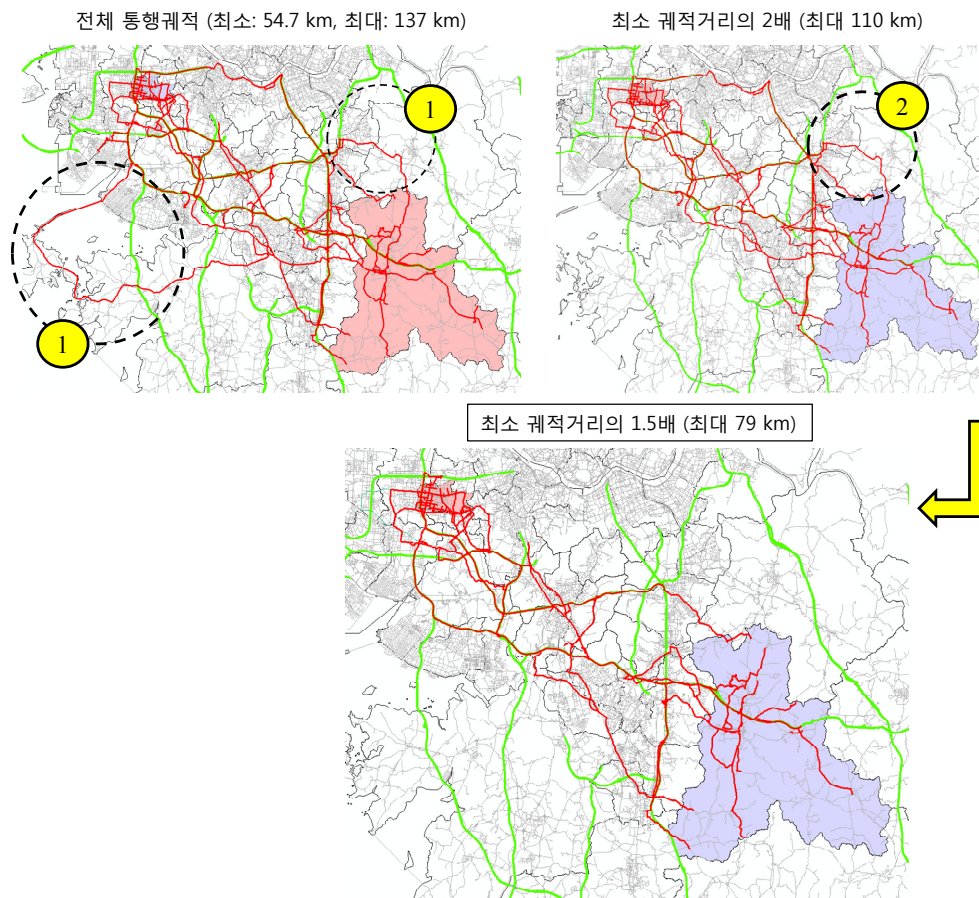 전체 통행궤적 (최소: 54.7 km, 최대: 137 km)
최소 궤적거리의 2배 (최대 110 km)
1
2
1
최소 궤적거리의 1.5배 (최대 79 km)